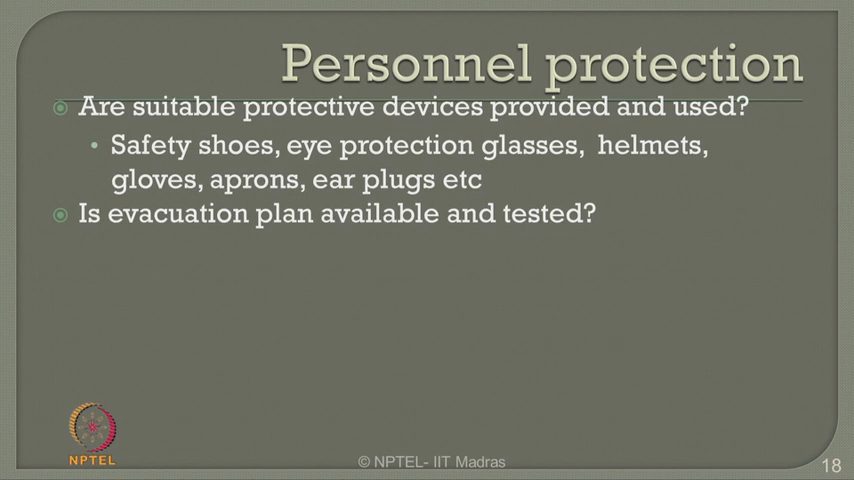 Personnel protection
Are suitable protective devices provided and used?
Safety shoes, eye protection glasses, helmets,
gloves, aprons, ear plugs etc
Is evacuation plan available and tested?
NPTEL
© NPTEL- IIT Madras
18